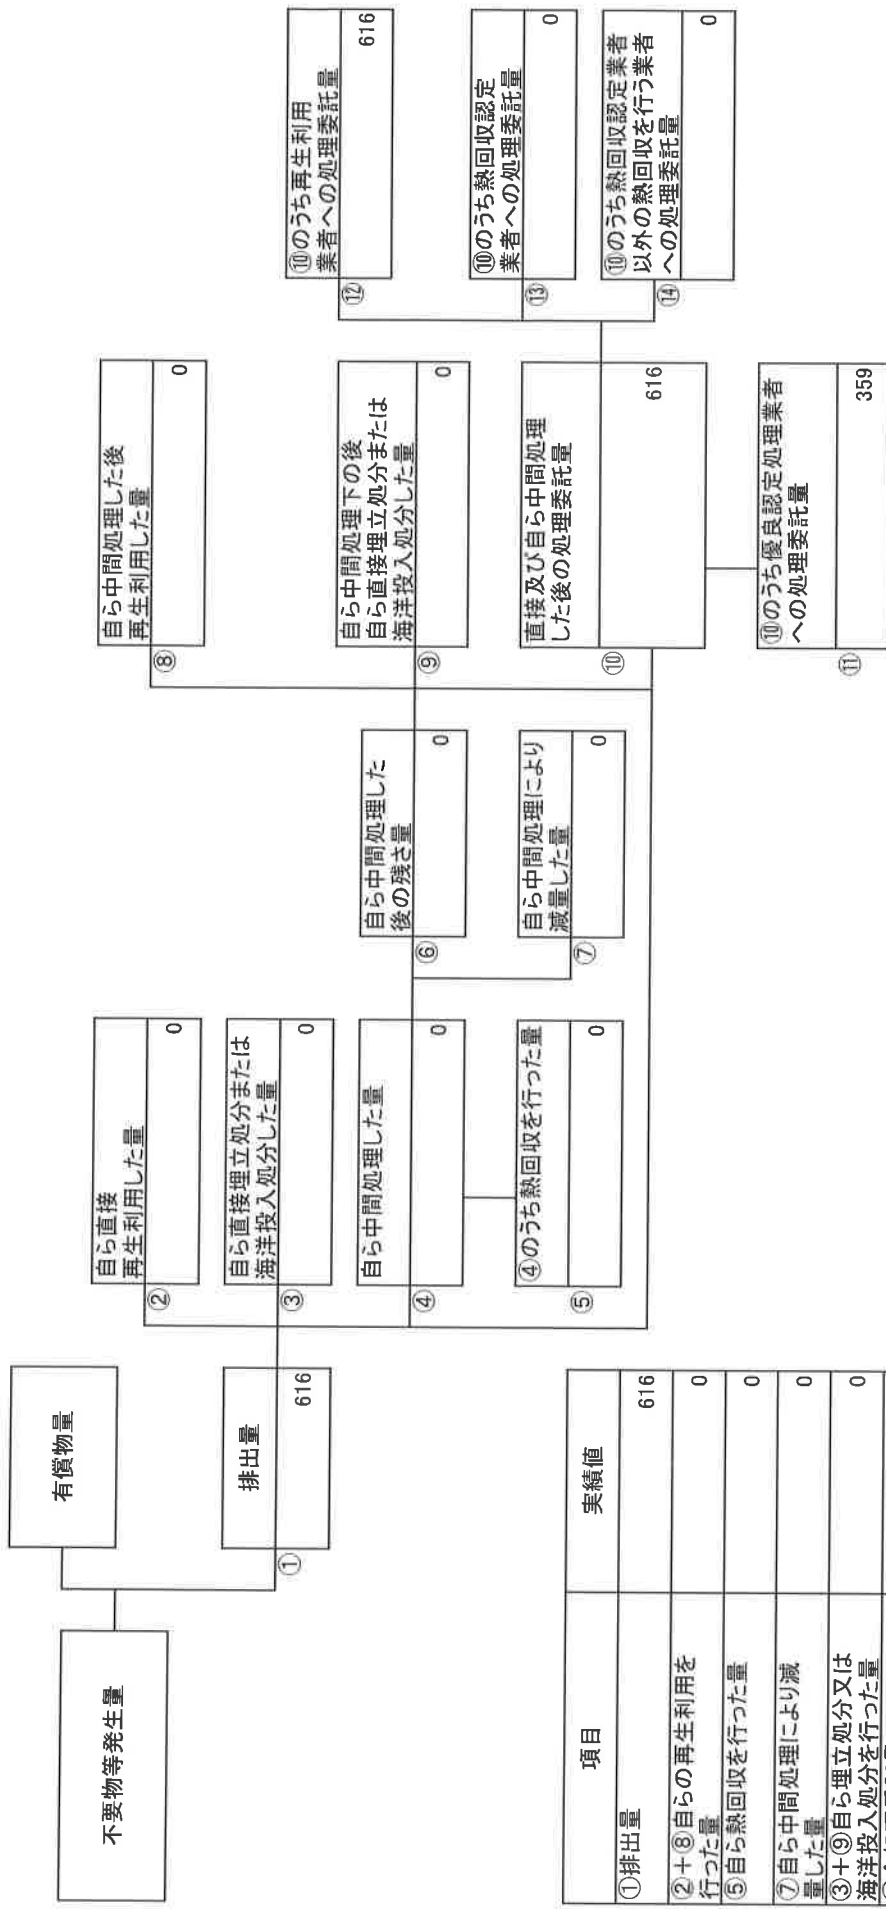 不要物等発生量
有償物量
排出量
①
616
自ら直接
再生利用した量
②
0
自ら直接埋立処分または
海洋投入処分した量
③
0
自ら中間処理した量
④
0
④のうち熱回収を行った量
⑤
0
自ら中間処理した
後の残さ量
⑥
0
自ら中間処理により
減量した量
⑦
0
自ら中間処理した後
再生利用した量
⑧
0
自ら中間処理下の後
自ら直接埋立処分または
海洋投入処分した量
⑨
0
直接及び自ら中間処理
した後の処理委託量
⑩
616
⑩のうち優良認定処理業者
への処理委託量
⑪
359
⑩のうち再生利用
業者への処理委託量
⑫
616
⑩のうち熱回収認定
業者への処理委託量
⑬
0
⑩のうち熱回収認定業者
以外の熱回収を行う業者
への処理委託量
⑭
0
項目 実績値
①排出量 616
②＋⑧自らの再生利用を
行った量 0
⑤自ら熱回収を行った量 0
⑦自ら中間処理により減
量した量 0
③＋⑨自ら埋立処分又は
海洋投入処分を行った量 0